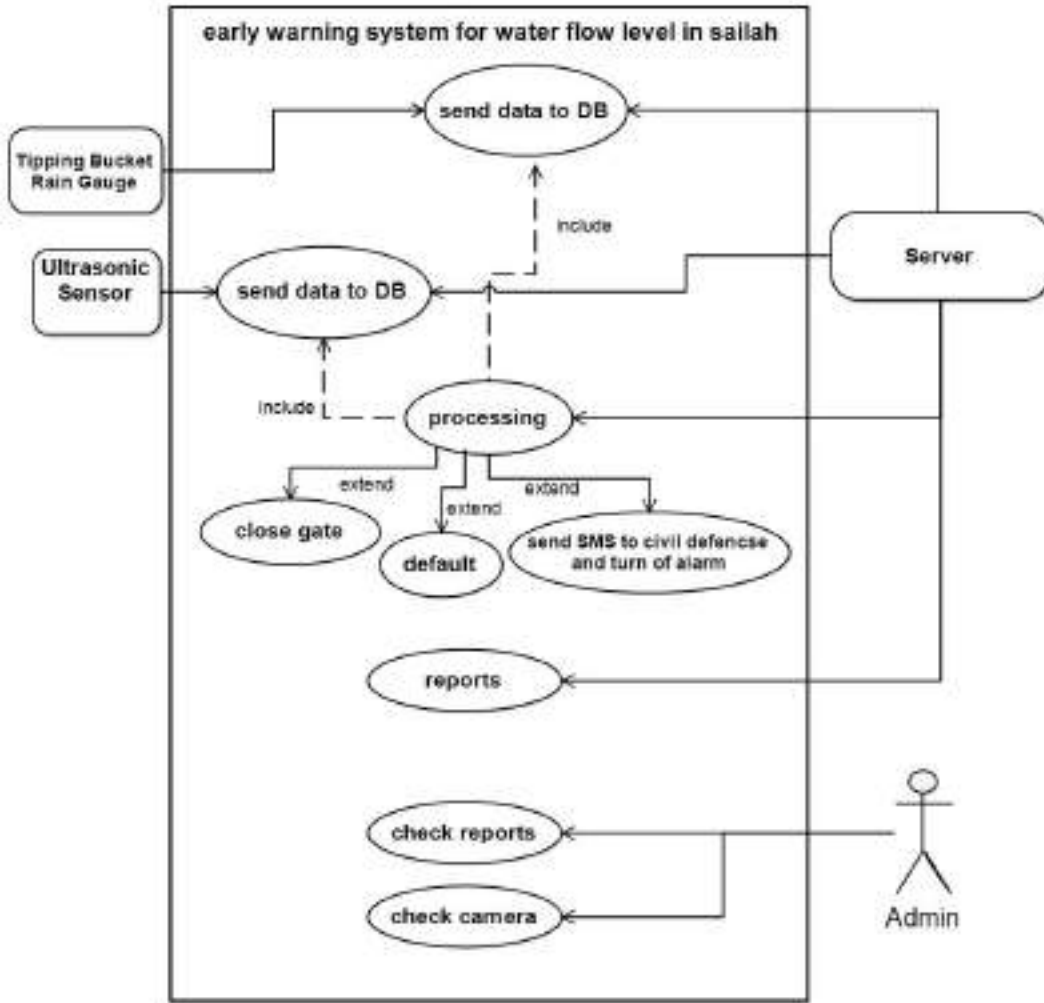 early warning system for water flow level in sailah
send data to DB
Tipping Bucket
Rain Gauge
include
Server
Ultrasonic
Sensor
send data to DB
include
processing
extend
extend
extend
close gate
default
send SMS to civil defencse
and turn of alarm
reports
check reports
check camera
Admin